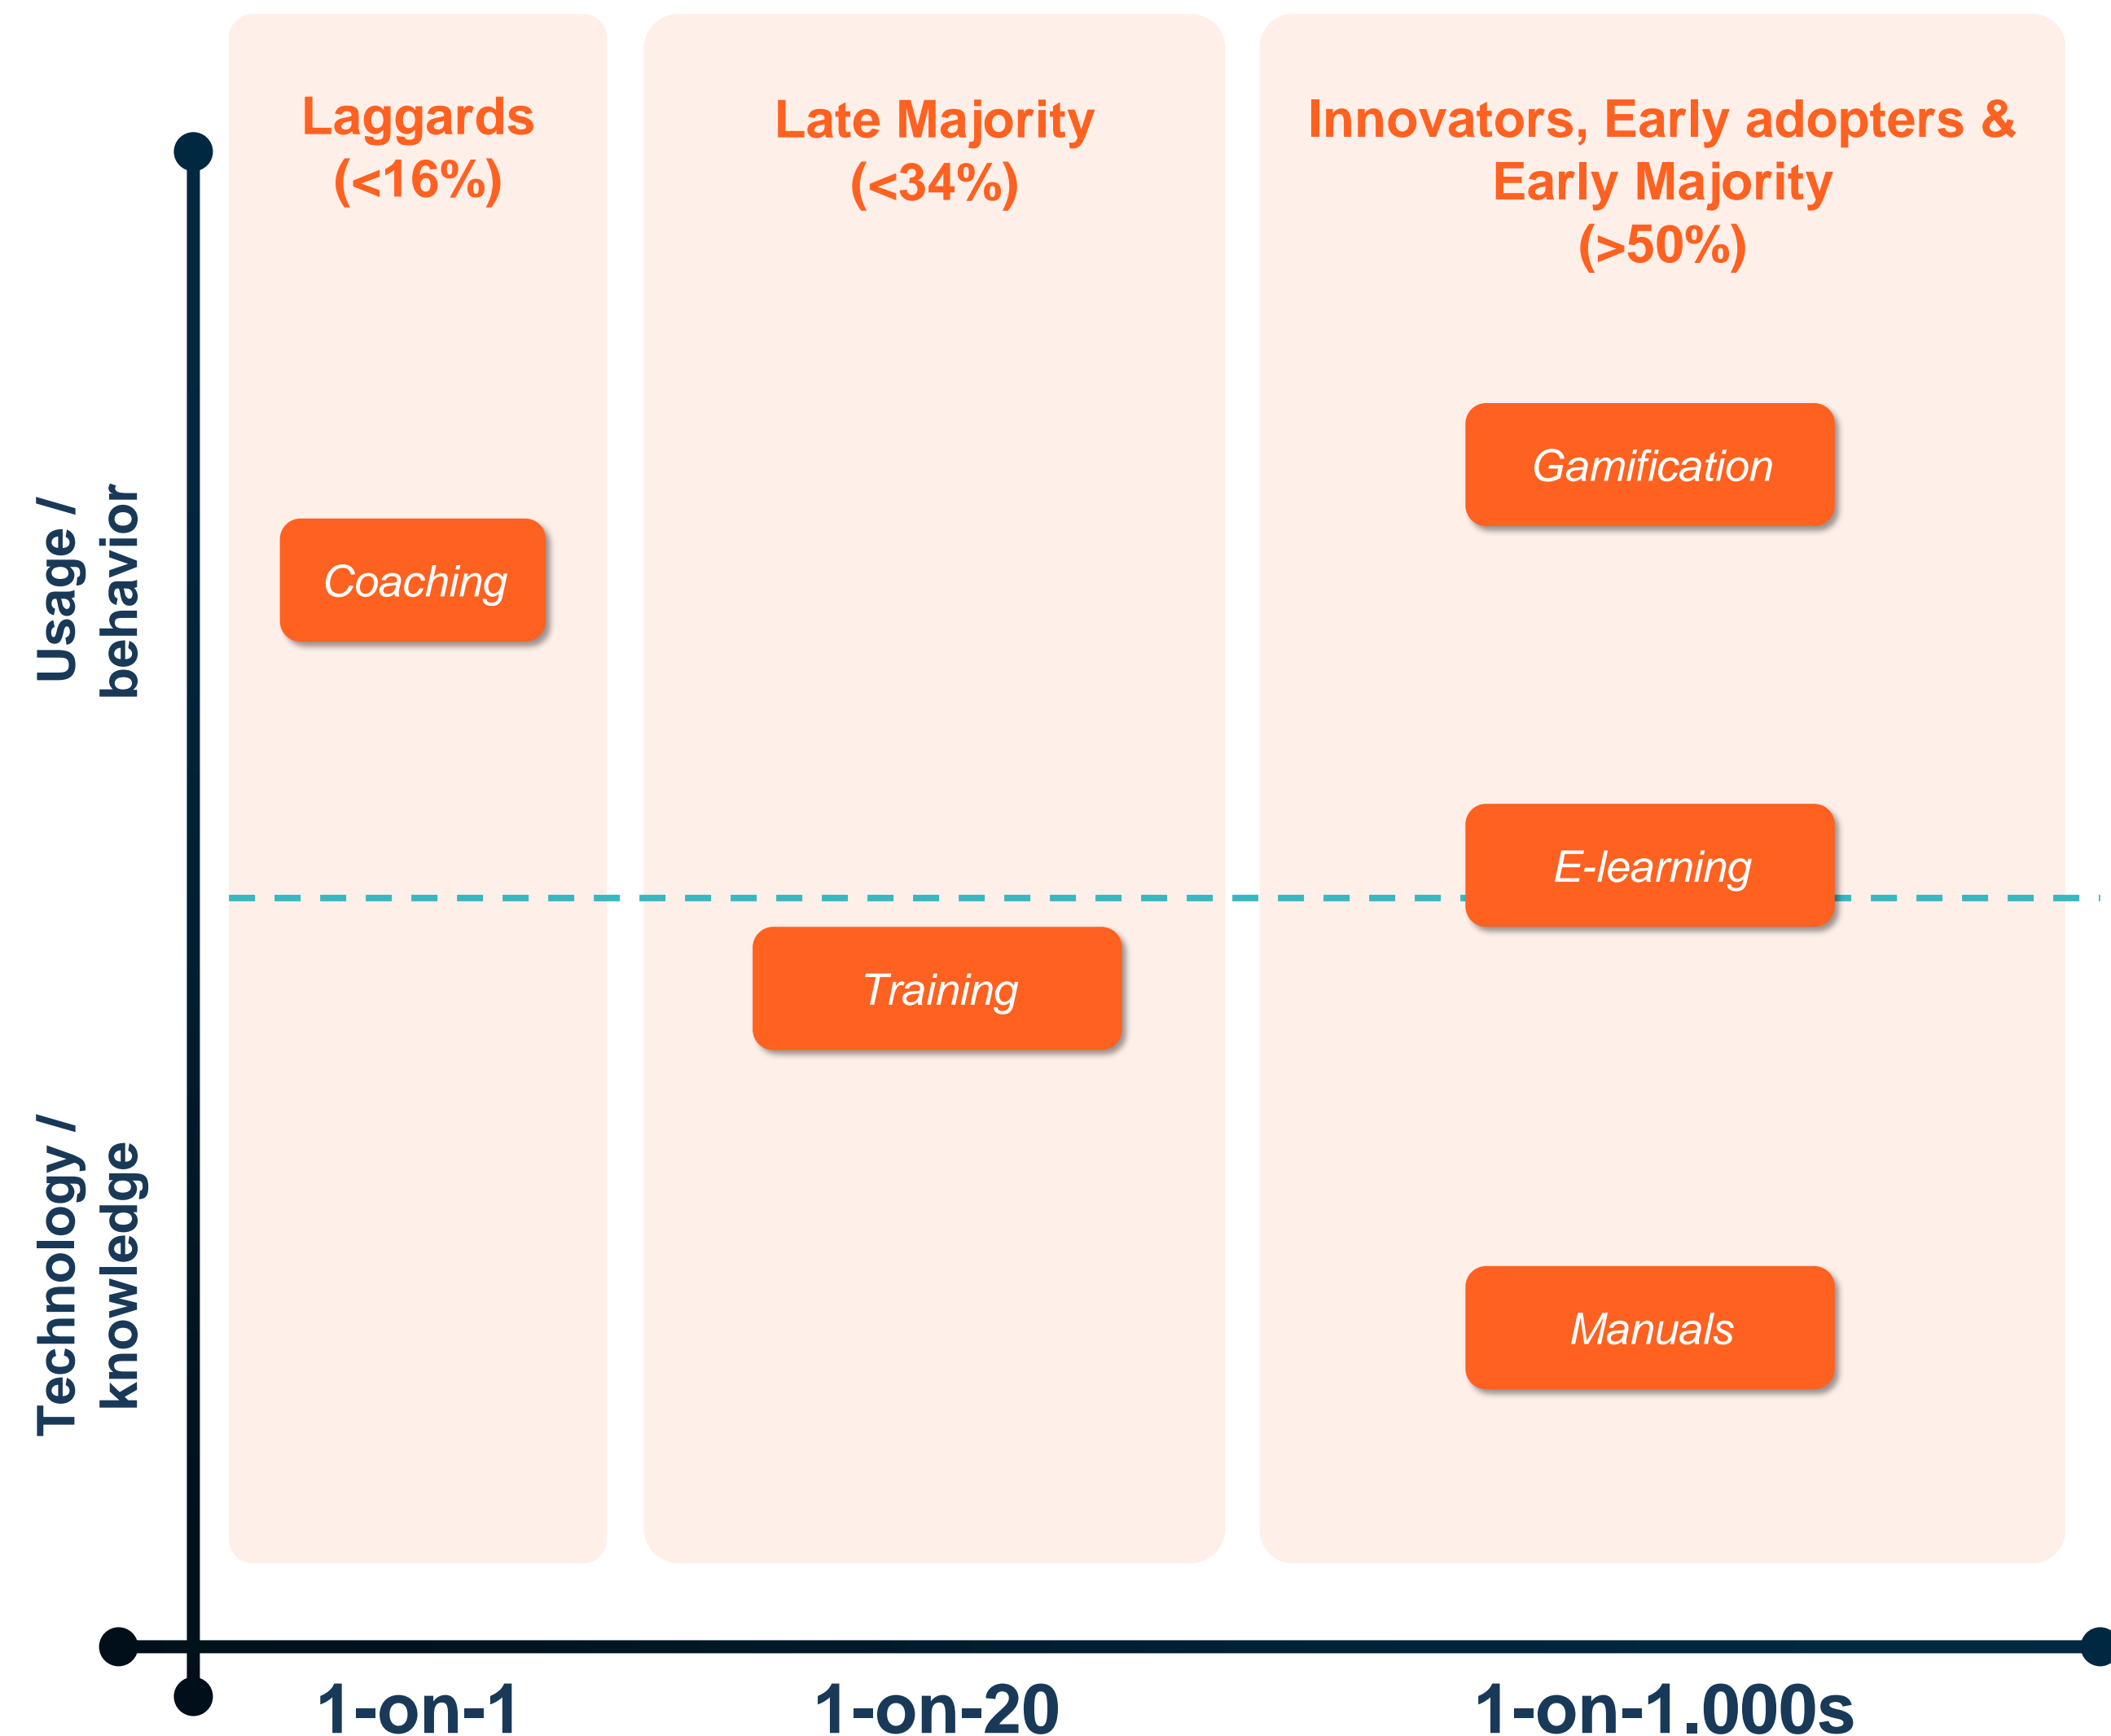 Laggards
(<16%)
Late Majority
(<34%)
Innovators, Early adopters &
Early Majority
(>50%)
Usage /
behavior
Gamification
Coaching
E-learning
Training
Technology /
knowledge
Manuals
1-on-1
1-on-20
1-on-1.000s